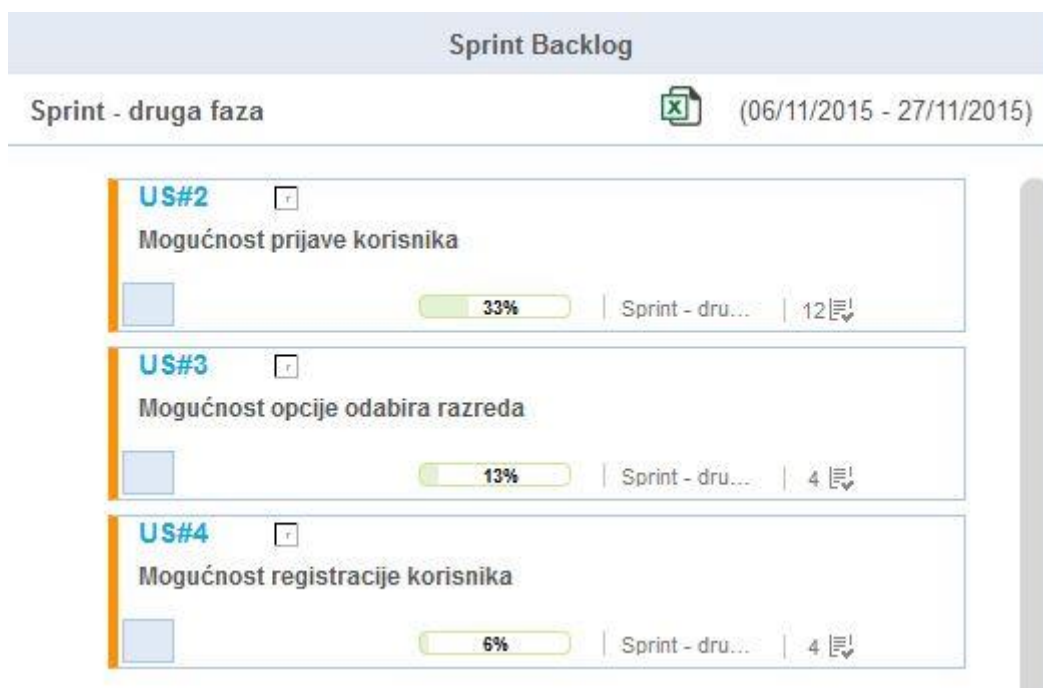 Sprint Backlog
Sprint - druga faza (06/11/2015 - 27/11/2015)
US#2
Mogućnost prijave korisnika
33% Sprint - dru... 12
US#3
Mogućnost opcije odabira razreda
13% Sprint - dru... 4
US#4
Mogućnost registracije korisnika
6% Sprint - dru... 4